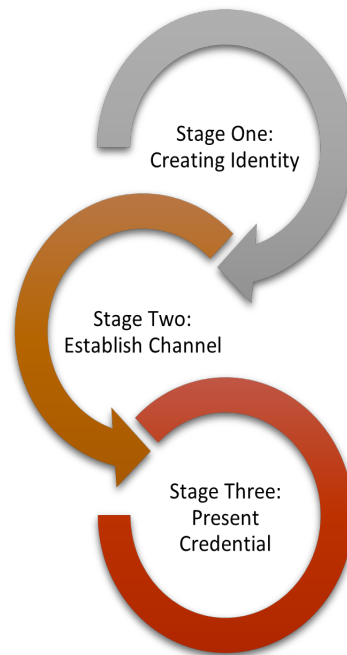 Stage One:
Creating Identity
Stage Two:
Establish Channel
Stage Three:
Present
Credential